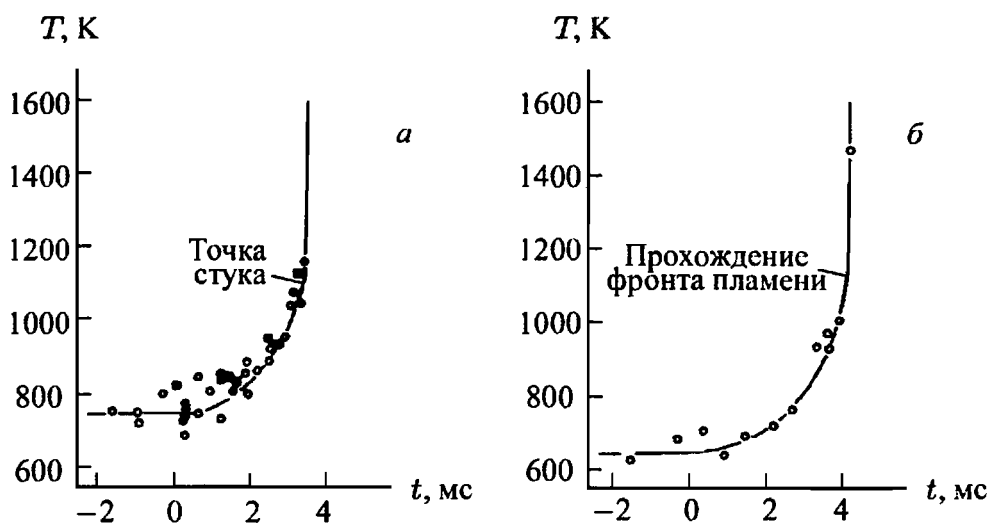 T, К
1600
1400
1200
1000
800
600
−2 0 2 4
t, мс
а
Точка
стука
T, К
1600
1400
1200
1000
800
600
−2 0 2 4
t, мс
б
Прохождение
фронта пламени